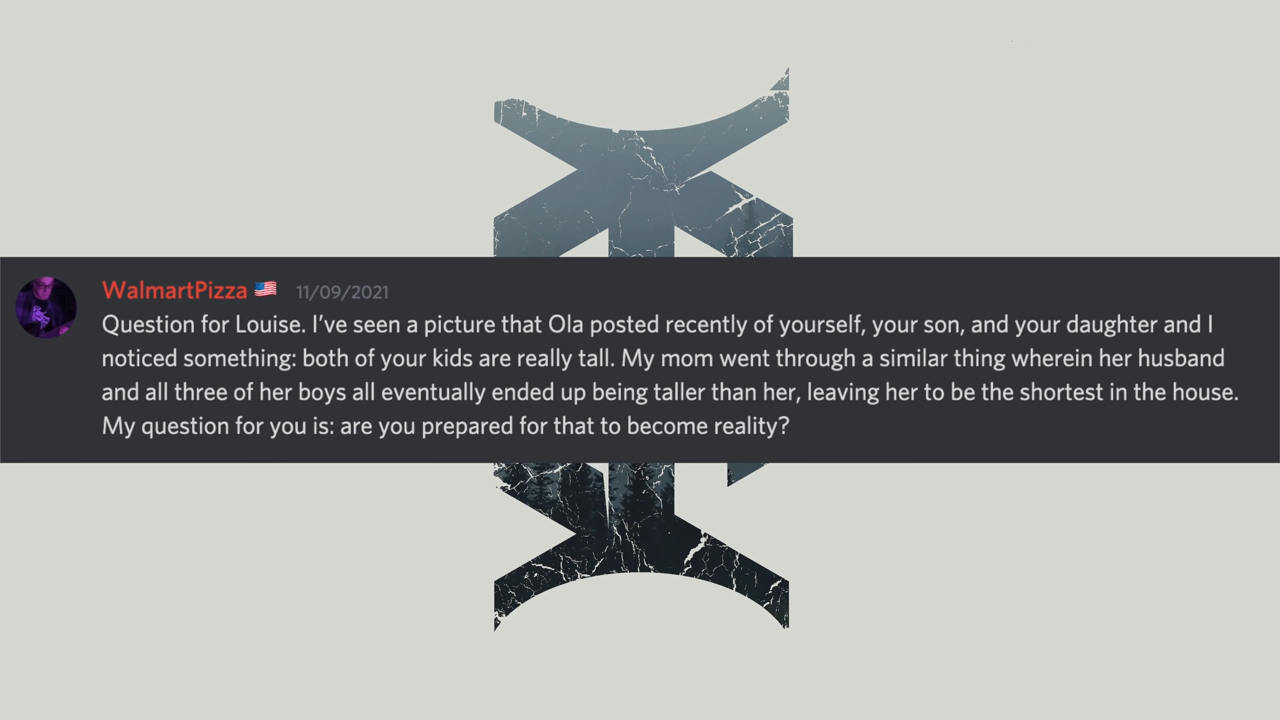 WalmartPizza 🇺🇸 11/09/2021
Question for Louise. I’ve seen a picture that Ola posted recently of yourself, your son, and your daughter and I
noticed something: both of your kids are really tall. My mom went through a similar thing wherein her husband
and all three of her boys all eventually ended up being taller than her, leaving her to be the shortest in the house.
My question for you is: are you prepared for that to become reality?